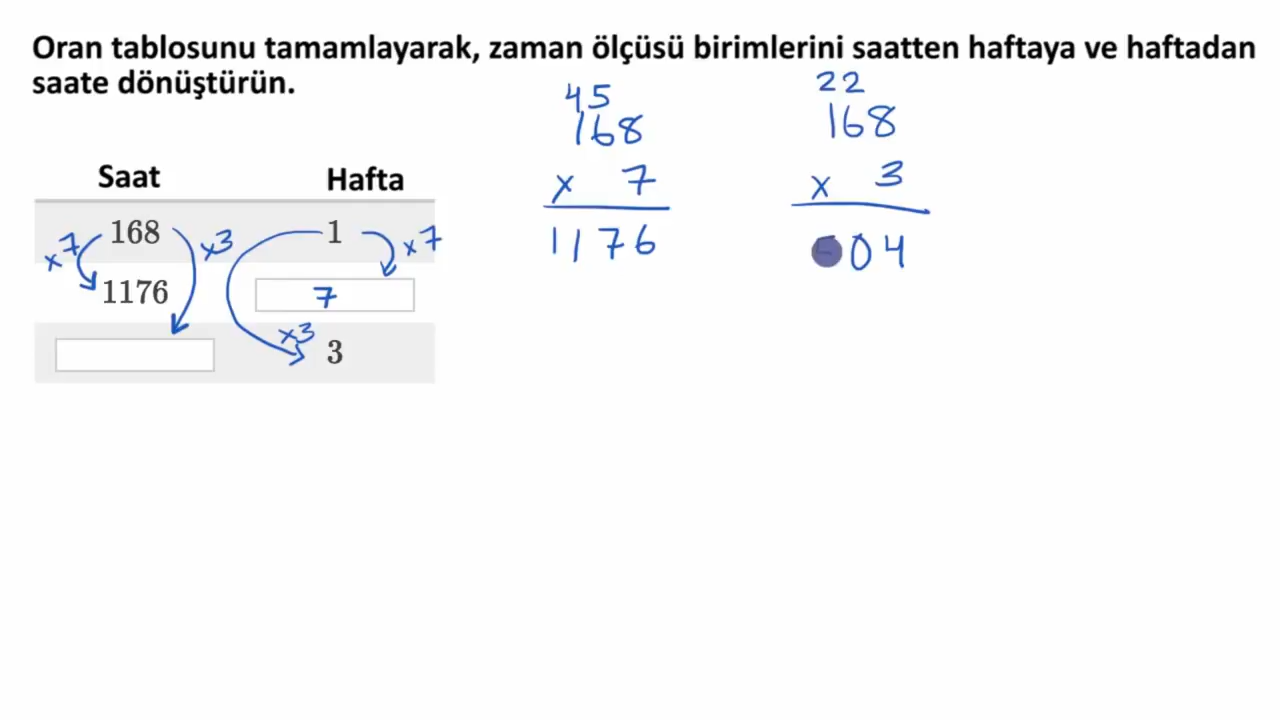 Oran tablosunu tamamlayarak, zaman ölçüsü birimlerini saatten haftaya ve haftadan
saate dönüştürün.
Saat Hafta
x7 168 x3 1 x7
1176 7
x3 3
45
168
x 7
1176
22
168
x 3
04